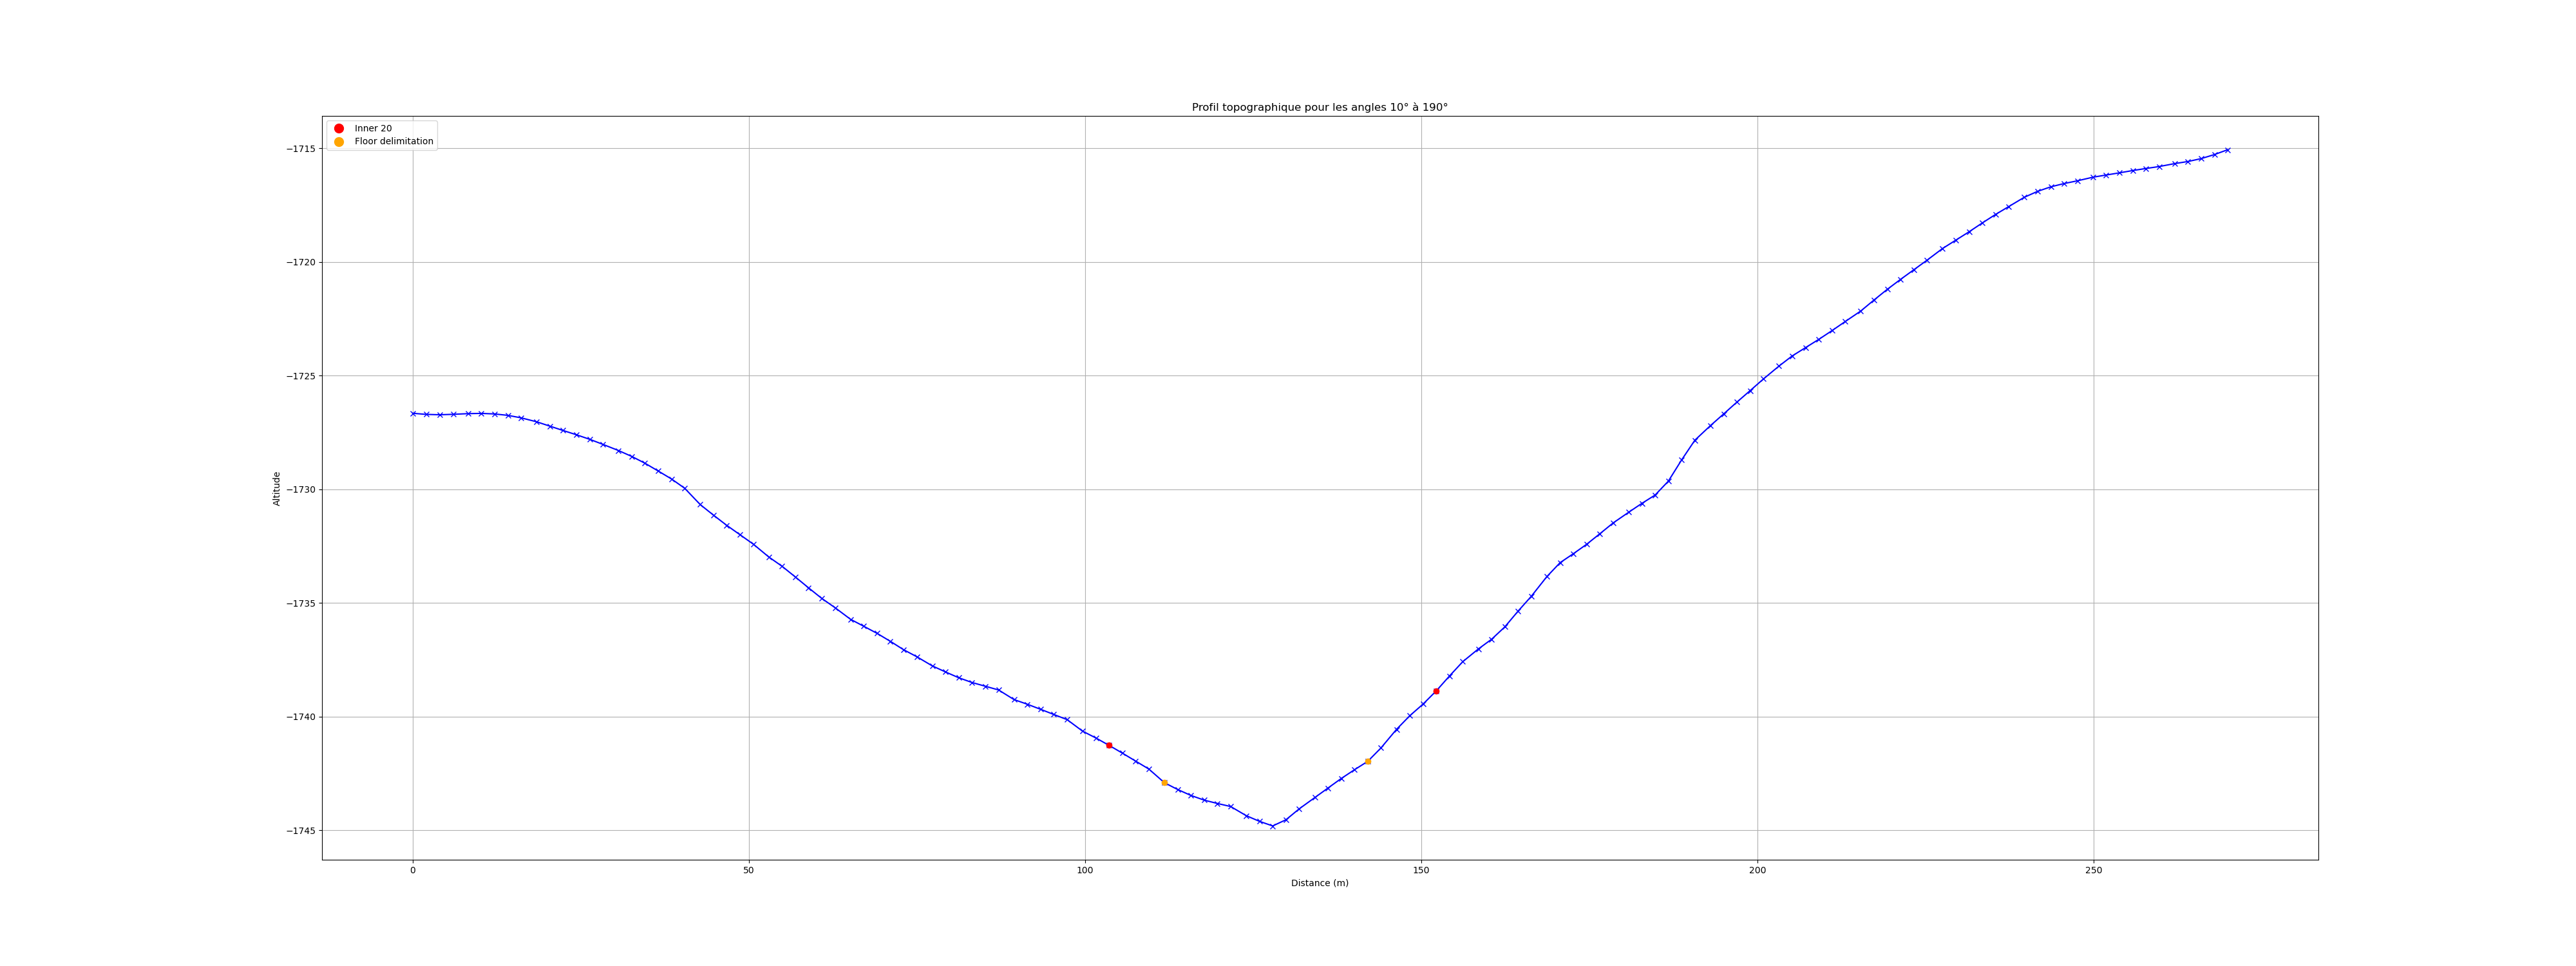 Profil topographique pour les angles 10° à 190°
Inner 20
Floor delimitation
−1715
−1720
−1725
−1730
−1735
−1740
−1745
Altitude
0 50 100 150 200 250
Distance (m)